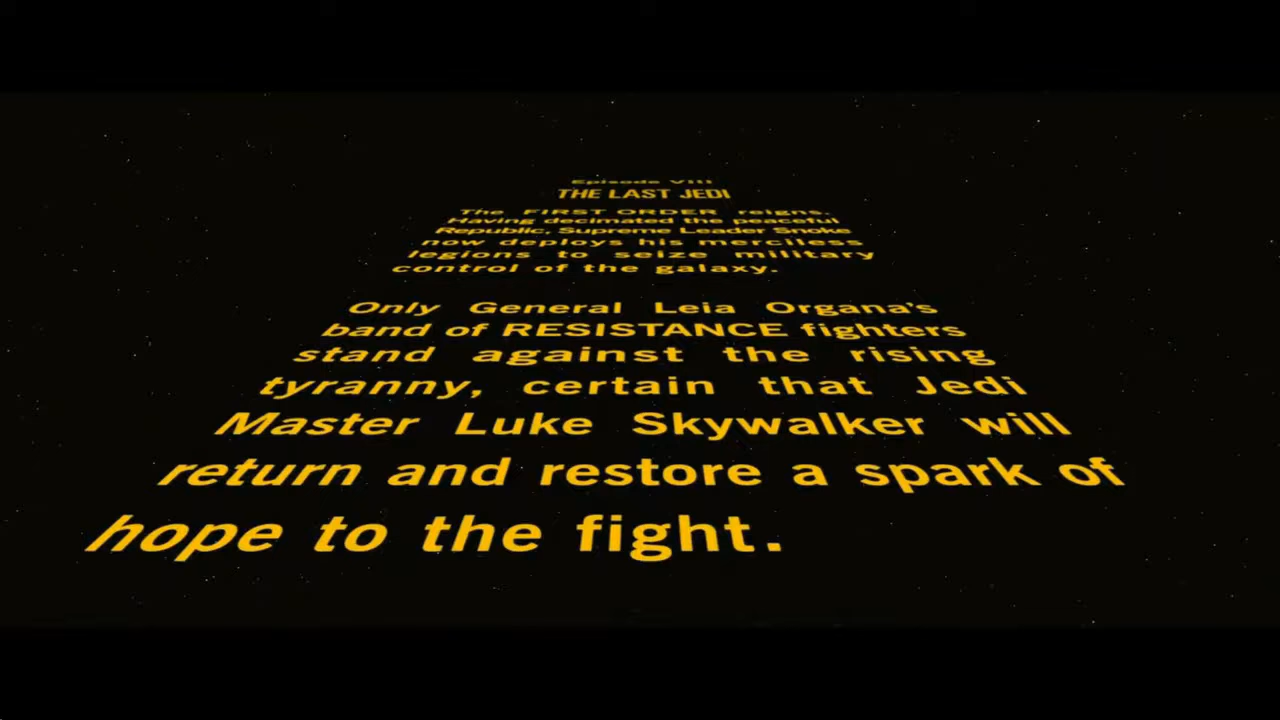 Episode VIII
THE LAST JEDI
The FIRST ORDER reigns.
Having decimated the peaceful
Republic, Supreme Leader Snoke
now deploys his merciless
legions to seize military
control of the galaxy.
Only General Leia Organa's
band of RESISTANCE fighters
stand against the rising
tyranny, certain that Jedi
Master Luke Skywalker will
return and restore a spark of
hope to the fight.